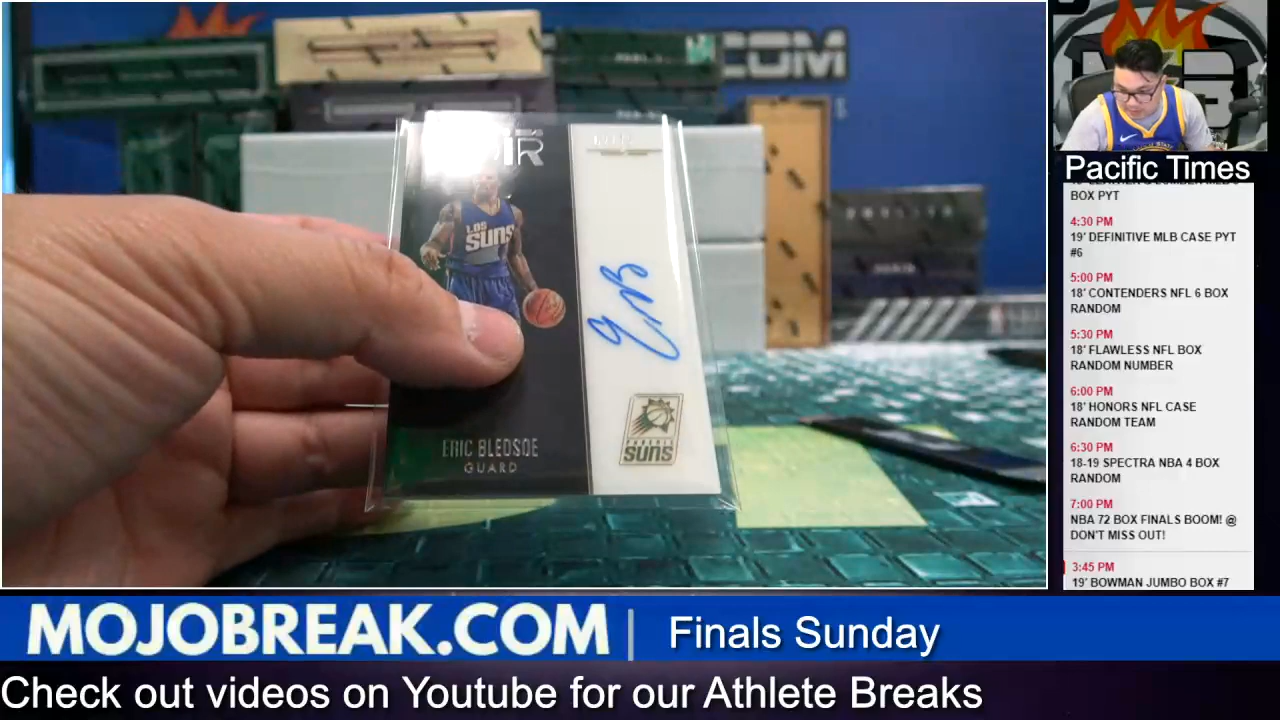 COM
LOS
SUNS
ERIC BLEDSOE
GUARD
SUNS
Pacific Times
BOX PYT
4:30 PM
19' DEFINITIVE MLB CASE PYT
#6
5:00 PM
18' CONTENDERS NFL 6 BOX
RANDOM
5:30 PM
18' FLAWLESS NFL BOX
RANDOM NUMBER
6:00 PM
18' HONORS NFL CASE
RANDOM TEAM
6:30 PM
18-19 SPECTRA NBA 4 BOX
RANDOM
7:00 PM
NBA 72 BOX FINALS BOOM! @
DON'T MISS OUT!
3:45 PM
19' BOWMAN JUMBO BOX #7
MOJOBREAK.COM | Finals Sunday
Check out videos on Youtube for our Athlete Breaks